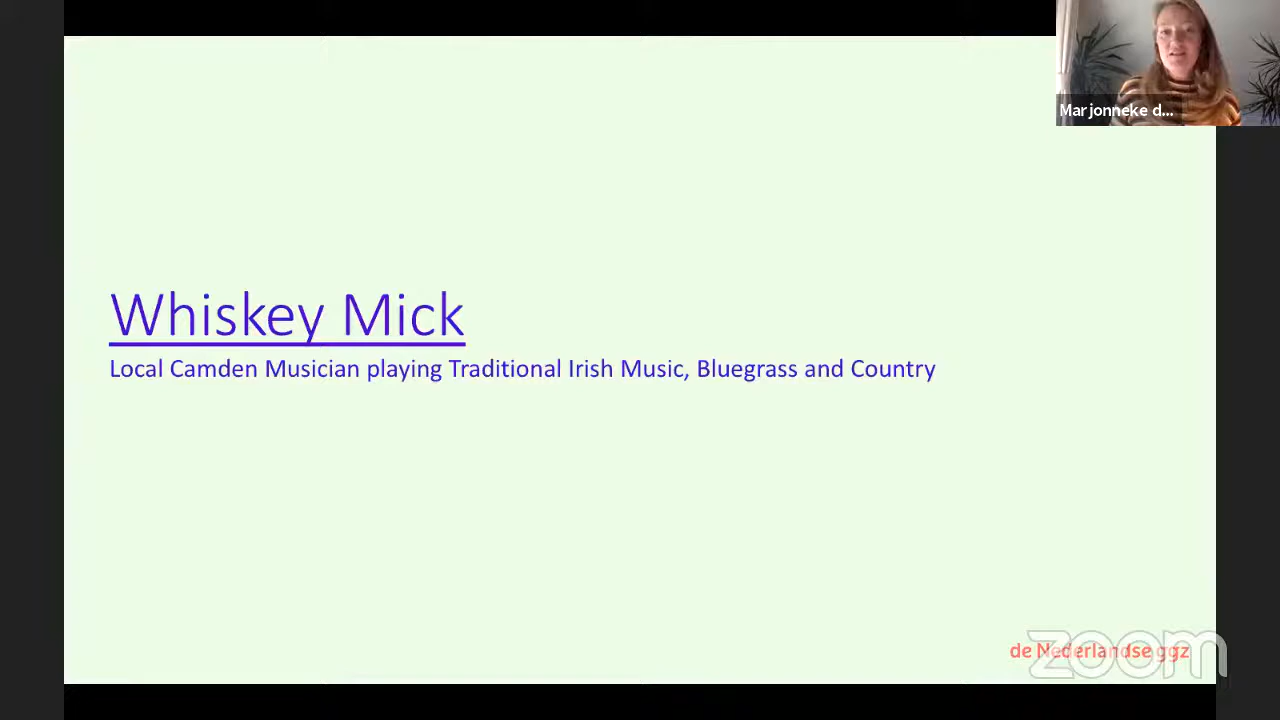 Marjonneke d...
Whiskey Mick
Local Camden Musician playing Traditional Irish Music, Bluegrass and Country
de Nederlandse ggz
zoom